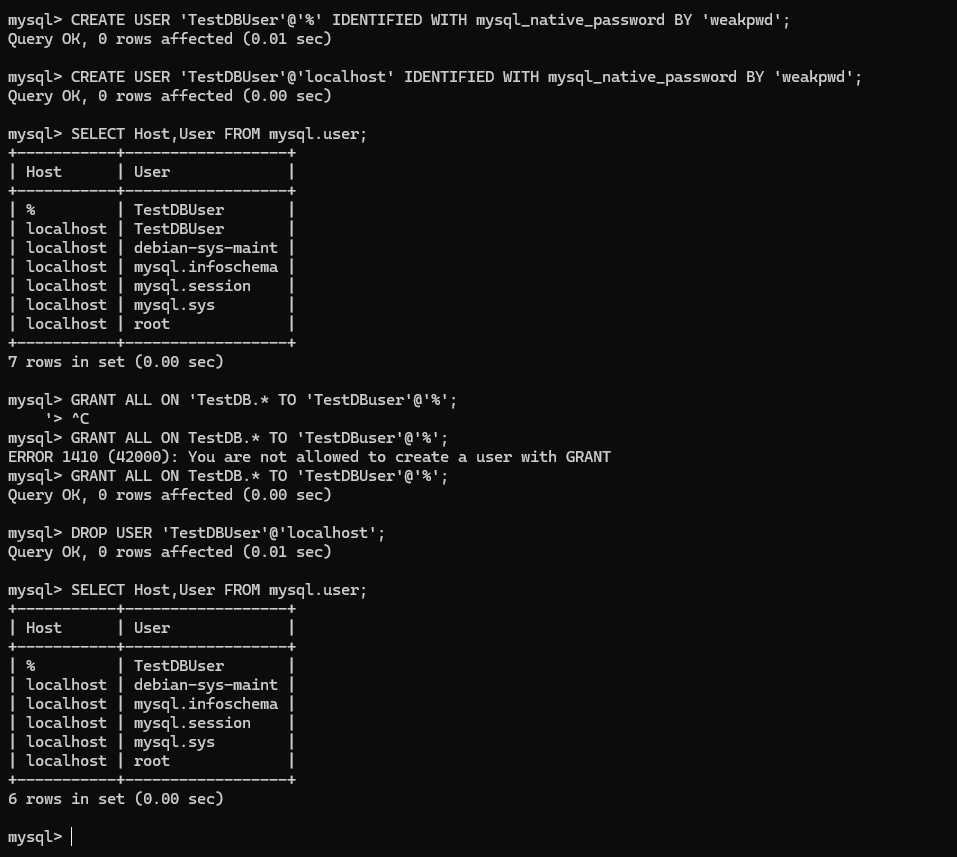 mysql> CREATE USER 'TestDBUser'@'%' IDENTIFIED WITH mysql_native_password BY 'weakpwd';
Query OK, 0 rows affected (0.01 sec)

mysql> CREATE USER 'TestDBUser'@'localhost' IDENTIFIED WITH mysql_native_password BY 'weakpwd';
Query OK, 0 rows affected (0.00 sec)

mysql> SELECT Host,User FROM mysql.user;
+-----------+------------------+
| Host      | User             |
+-----------+------------------+
| %         | TestDBUser       |
| localhost | TestDBUser       |
| localhost | debian-sys-maint |
| localhost | mysql.infoschema |
| localhost | mysql.session    |
| localhost | mysql.sys        |
| localhost | root             |
+-----------+------------------+
7 rows in set (0.00 sec)

mysql> GRANT ALL ON 'TestDB.* TO 'TestDBuser'@'%';
    '> ^C
mysql> GRANT ALL ON TestDB.* TO 'TestDBuser'@'%';
ERROR 1410 (42000): You are not allowed to create a user with GRANT
mysql> GRANT ALL ON TestDB.* TO 'TestDBUser'@'%';
Query OK, 0 rows affected (0.00 sec)

mysql> DROP USER 'TestDBUser'@'localhost';
Query OK, 0 rows affected (0.01 sec)

mysql> SELECT Host,User FROM mysql.user;
+-----------+------------------+
| Host      | User             |
+-----------+------------------+
| %         | TestDBUser       |
| localhost | debian-sys-maint |
| localhost | mysql.infoschema |
| localhost | mysql.session    |
| localhost | mysql.sys        |
| localhost | root             |
+-----------+------------------+
6 rows in set (0.00 sec)

mysql>